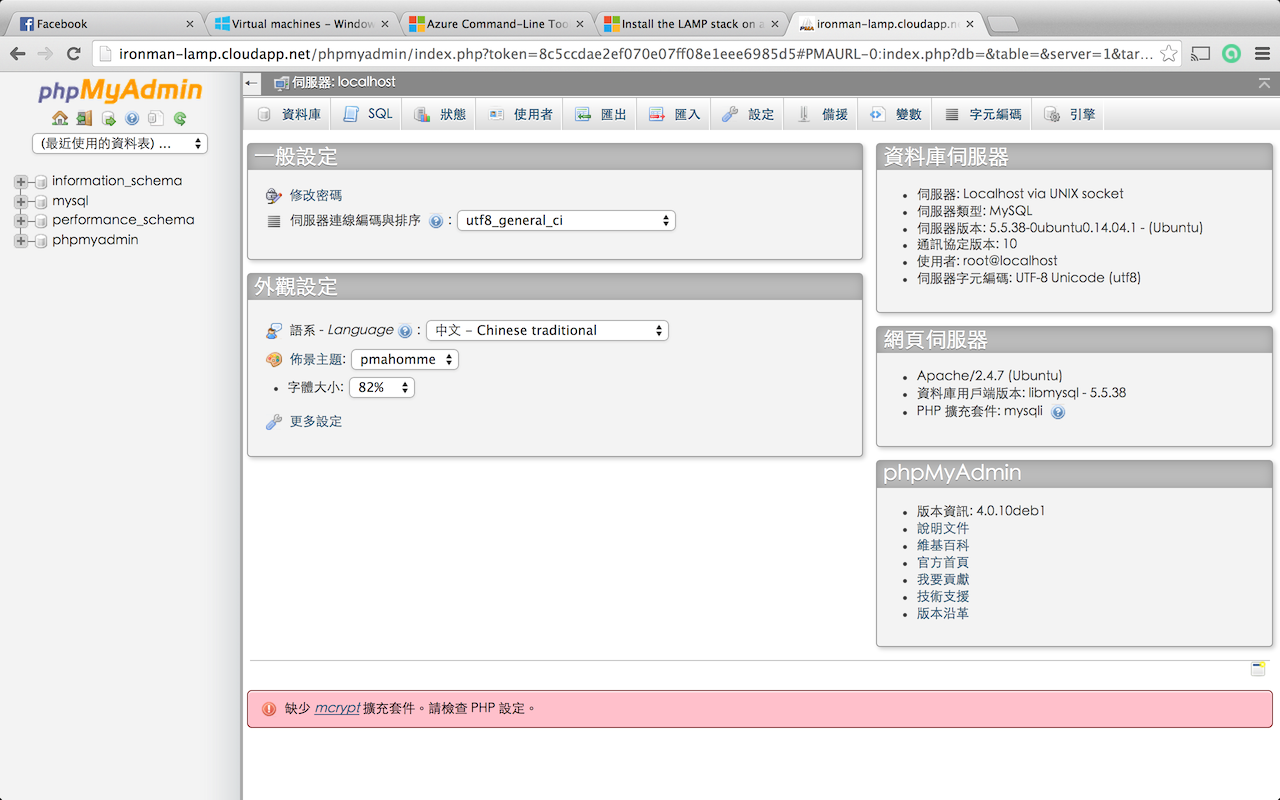 Facebook
Virtual machines – Window
Azure Command-Line Too
Install the LAMP stack on a
ironman-lamp.cloudapp.ne
ironman-lamp.cloudapp.net/phpmyadmin/index.php?token=8c5ccdae2ef070e07ff08e1eee6985d5#PMAURL-0:index.php?db=&table=&server=1&tar...
phpMyAdmin
(最近使用的資料表) ...
information_schema
mysql
performance_schema
phpmyadmin
伺服器: localhost
資料庫 SQL 狀態 使用者 匯出 匯入 設定 備援 變數 字元編碼 引擎
一般設定
修改密碼
伺服器連線編碼與排序 : utf8_general_ci
外觀設定
語系 - Language : 中文 – Chinese traditional
佈景主題: pmahomme
字體大小: 82%
更多設定
資料庫伺服器
伺服器: Localhost via UNIX socket
伺服器類型: MySQL
伺服器版本: 5.5.38-0ubuntu0.14.04.1 - (Ubuntu)
通訊協定版本: 10
使用者: root@localhost
伺服器字元編碼: UTF-8 Unicode (utf8)
網頁伺服器
Apache/2.4.7 (Ubuntu)
資料庫用戶端版本: libmysql - 5.5.38
PHP 擴充套件: mysqli
phpMyAdmin
版本資訊: 4.0.10deb1
說明文件
維基百科
官方首頁
我要貢獻
技術支援
版本沿革
缺少 mcrypt 擴充套件。請檢查 PHP 設定。